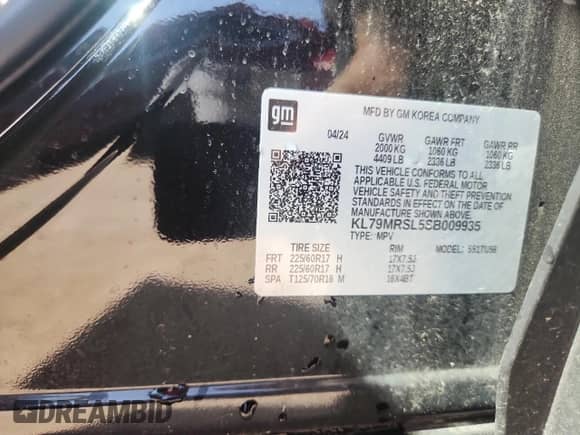 gm
MFD BY GM KOREA COMPANY
04/24 GVWR GAWR FRT GAWR RR
2000 KG 1060 KG 1060 KG
4409 LB 2336 LB 2336 LB
THIS VEHICLE CONFORMS TO ALL
APPLICABLE U.S. FEDERAL MOTOR
VEHICLE SAFETY AND THEFT PREVENTION
STANDARDS IN EFFECT ON THE DATE OF
MANUFACTURE SHOWN ABOVE.
KL79MRSL5SB009935
TYPE: MPV
TIRE SIZE RIM MODEL:
FRT 225/60R17 H 17X7.5J
RR 225/60R17 H 17X7.5J
SPA T125/70R16 M 16X4BT
DREAMBID